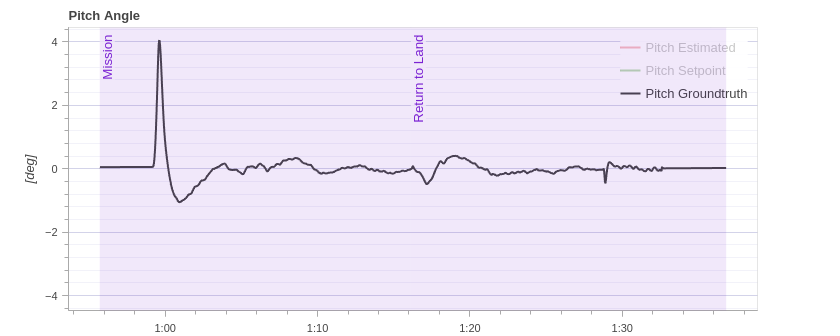 Pitch Angle
4
2
0
−2
−4
[deg]
Mission
Return to Land
Pitch Estimated
Pitch Setpoint
Pitch Groundtruth
1:00
1:10
1:20
1:30